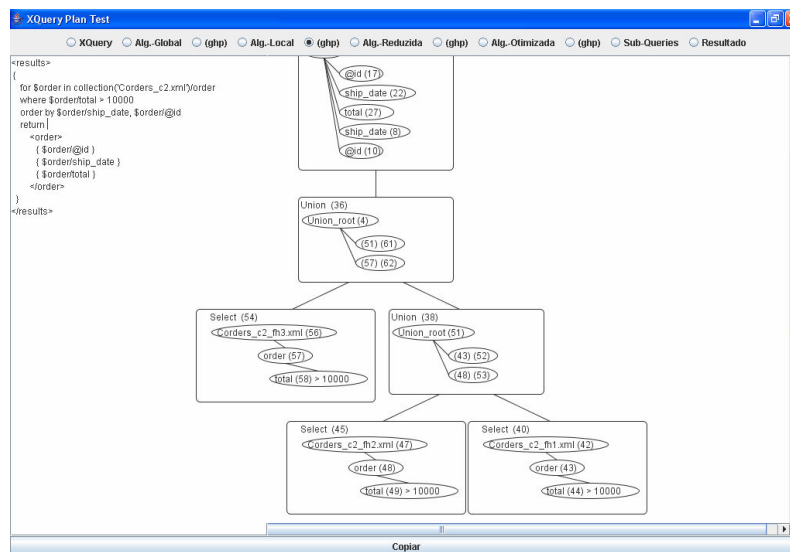 XQuery Plan Test
XQuery Alg.-Global (ghp) Alg.-Local (ghp) Alg.-Reduzida (ghp) Alg.-Otimizada (ghp) Sub-Queries Resultado
<results>
{
for $order in collection('Corders_c2.xml')/order
where $order/total > 10000
order by $order/ship_date, $order/@id
return
<order>
{ $order/@id }
{ $order/ship_date }
{ $order/total }
</order>
}
</results>
@id (17)
ship_date (22)
total (27)
ship_date (8)
@id (10)
Union (36)
Union_root (4)
(51) (61)
(57) (62)
Select (54)
Corders_c2_fh3.xml (56)
order (57)
total (58) > 10000
Union (38)
Union_root (51)
(43) (52)
(48) (53)
Select (45)
Corders_c2_fh2.xml (47)
order (48)
total (49) > 10000
Select (40)
Corders_c2_fh1.xml (42)
order (43)
total (44) > 10000
Copiar